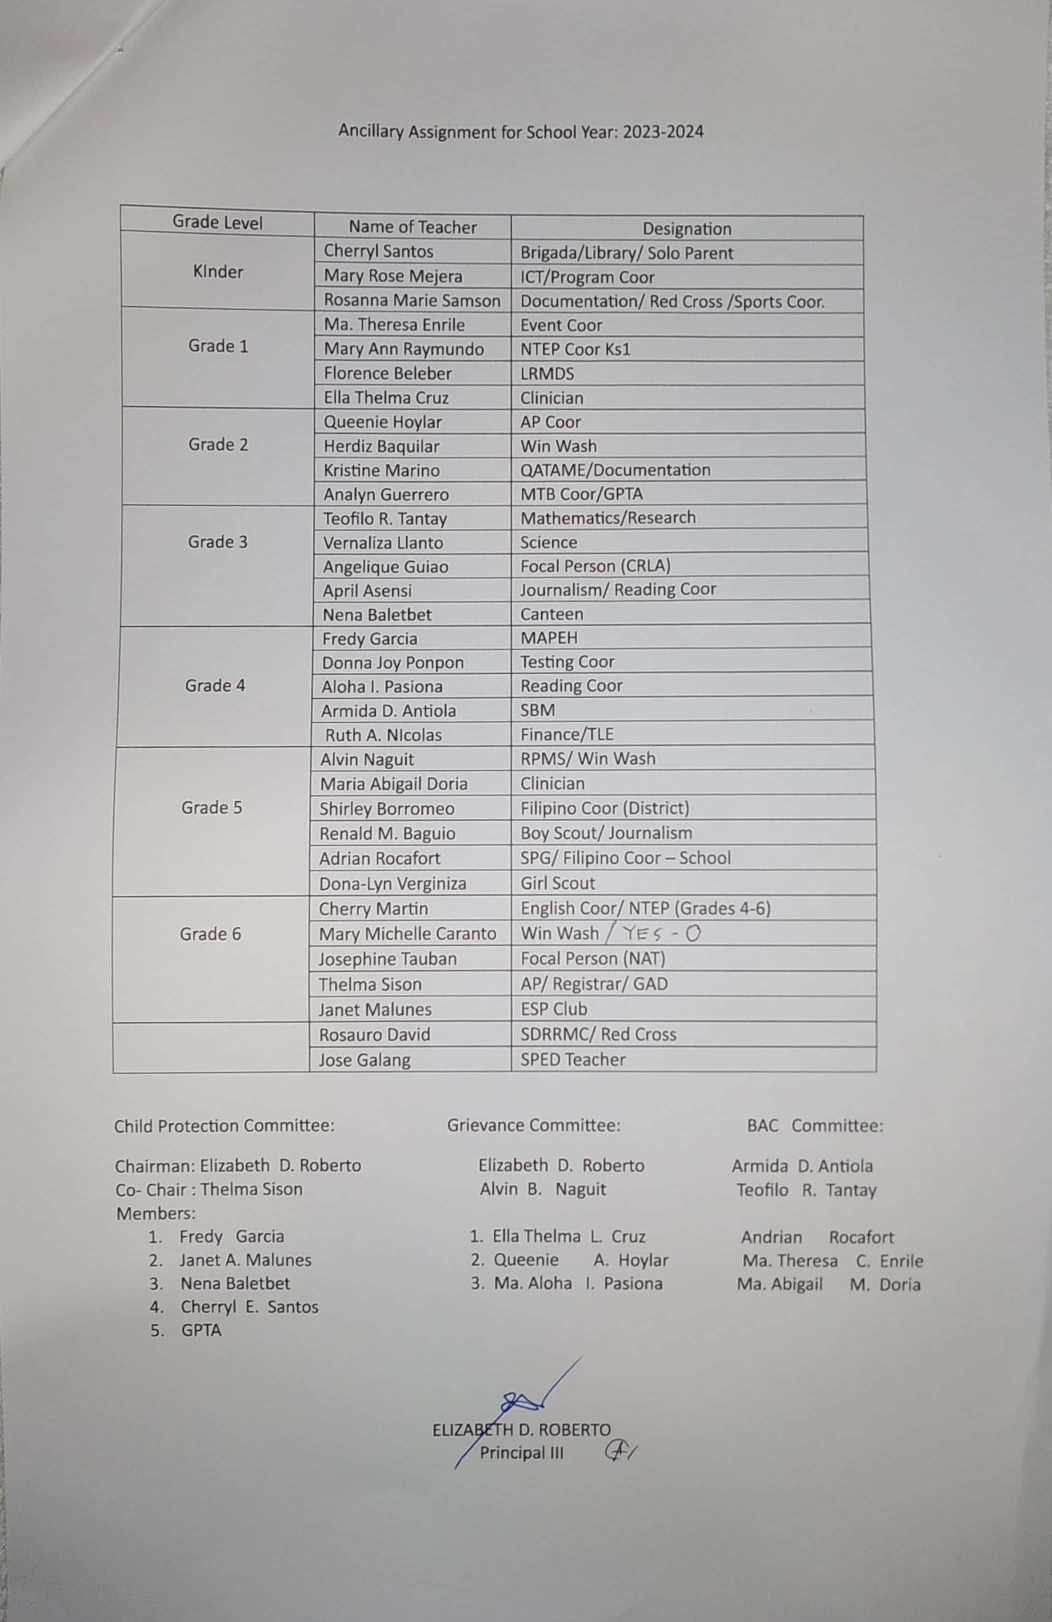 Ancillary Assignment for School Year: 2023-2024
Grade Level Name of Teacher Designation
KInder
Cherryl Santos Brigada/Library/ Solo Parent
Mary Rose Mejera ICT/Program Coor
Rosanna Marie Samson Documentation/ Red Cross /Sports Coor.
Grade 1
Ma. Theresa Enrile Event Coor
Mary Ann Raymundo NTEP Coor Ks1
Florence Beleber LRMDS
Ella Thelma Cruz Clinician
Grade 2
Queenie Hoylar AP Coor
Herdiz Baquilar Win Wash
Kristine Marino QATAME/Documentation
Analyn Guerrero MTB Coor/GPTA
Grade 3
Teofilo R. Tantay Mathematics/Research
Vernaliza Llanto Science
Angelique Guiao Focal Person (CRLA)
April Asensi Journalism/ Reading Coor
Nena Baletbet Canteen
Grade 4
Fredy Garcia MAPEH
Donna Joy Ponpon Testing Coor
Aloha I. Pasiona Reading Coor
Armida D. Antiola SBM
Ruth A. NIcolas Finance/TLE
Grade 5
Alvin Naguit RPMS/ Win Wash
Maria Abigail Doria Clinician
Shirley Borromeo Filipino Coor (District)
Renald M. Baguio Boy Scout/ Journalism
Adrian Rocafort SPG/ Filipino Coor – School
Dona-Lyn Verginiza Girl Scout
Grade 6
Cherry Martin English Coor/ NTEP (Grades 4-6)
Mary Michelle Caranto Win Wash / YES - O
Josephine Tauban Focal Person (NAT)
Thelma Sison AP/ Registrar/ GAD
Janet Malunes ESP Club
Rosauro David SDRRMC/ Red Cross
Jose Galang SPED Teacher
Child Protection Committee:
Chairman: Elizabeth D. Roberto
Co- Chair : Thelma Sison
Members:
1. Fredy Garcia
2. Janet A. Malunes
3. Nena Baletbet
4. Cherryl E. Santos
5. GPTA
Grievance Committee:
Elizabeth D. Roberto
Alvin B. Naguit
1. Ella Thelma L. Cruz
2. Queenie A. Hoylar
3. Ma. Aloha I. Pasiona
BAC Committee:
Armida D. Antiola
Teofilo R. Tantay
Andrian Rocafort
Ma. Theresa C. Enrile
Ma. Abigail M. Doria
ELIZABETH D. ROBERTO
Principal III